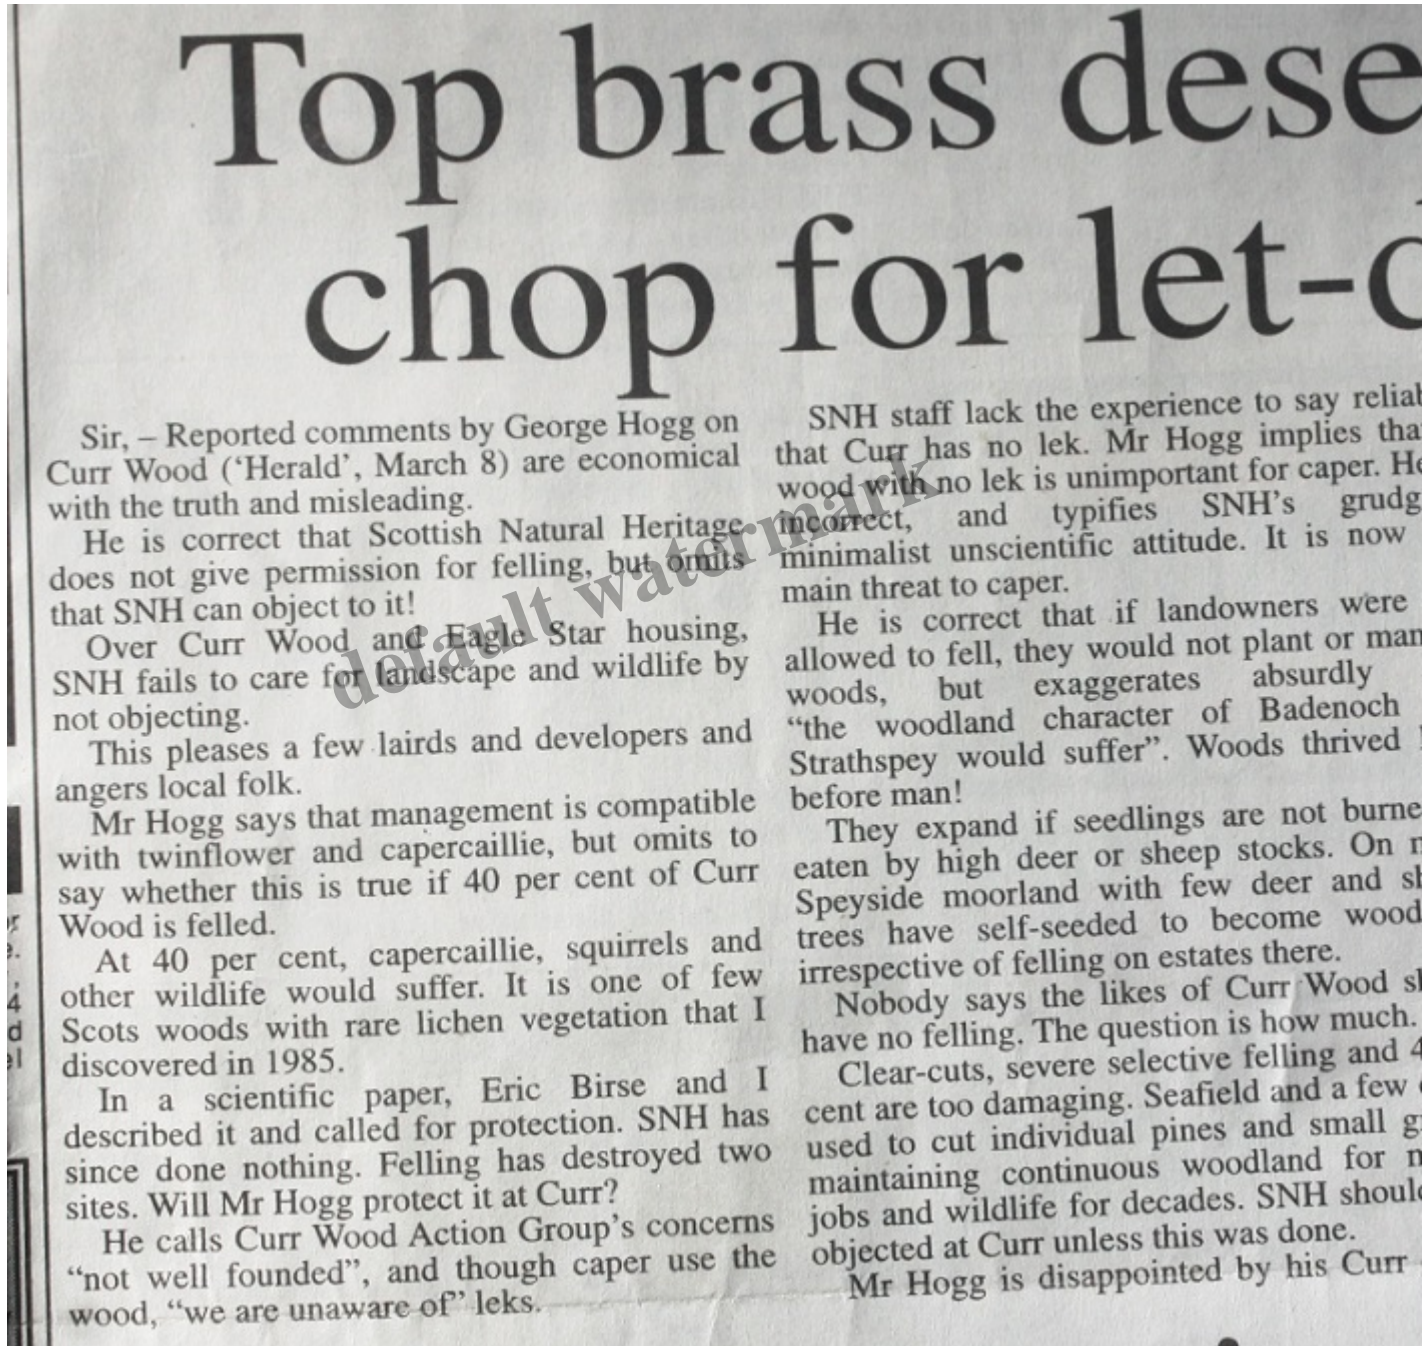 Top brass
chop for
Sir, – Reported comments by George Hogg on
Curr Wood (‘Herald’, March 8) are economical
with the truth and misleading.
He is correct that Scottish Natural Heritage
does not give permission for felling, but omits
that SNH can object to it!
Over Curr Wood and Eagle Star housing,
SNH fails to care for landscape and wildlife by
not objecting.
This pleases a few lairds and developers and
angers local folk.
Mr Hogg says that management is compatible
with twinflower and capercaillie, but omits to
say whether this is true if 40 per cent of Curr
Wood is felled.
At 40 per cent, capercaillie, squirrels and
other wildlife would suffer. It is one of few
Scots woods with rare lichen vegetation that I
discovered in 1985.
In a scientific paper, Eric Birse and I
described it and called for protection. SNH has
since done nothing. Felling has destroyed two
sites. Will Mr Hogg protect it at Curr?
He calls Curr Wood Action Group’s concerns
“not well founded”, and though caper use the
wood, “we are unaware of” leks.
SNH staff lack the experience to say
that Curr has no lek. Mr Hogg implies
wood with no lek is unimportant for caper.
incorrect, and typifies SNH’s
minimalist unscientific attitude. It is now
main threat to caper.
He is correct that if landowners were
allowed to fell, they would not plant or
woods, but exaggerates absurdly
“the woodland character of Badenoch
Strathspey would suffer”. Woods thrived
before man!
They expand if seedlings are not
eaten by high deer or sheep stocks. On
Speyside moorland with few deer and
trees have self-seeded to become
irrespective of felling on estates there.
Nobody says the likes of Curr Wood
have no felling. The question is how much.
Clear-cuts, severe selective felling and
cent are too damaging. Seafield and a few
used to cut individual pines and small
maintaining continuous woodland for
jobs and wildlife for decades. SNH
objected at Curr unless this was done.
Mr Hogg is disappointed by his Curr
default watermark